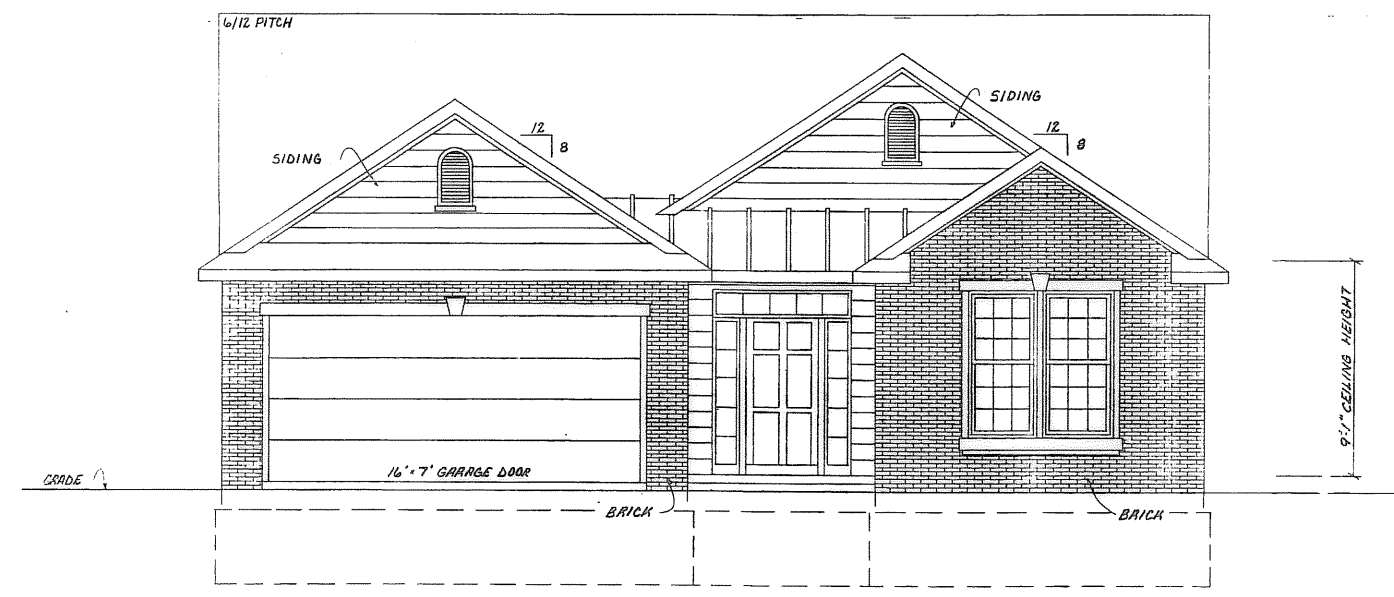 6/12 PITCH
SIDING
12
8
SIDING
12
8
9'-1" CEILING HEIGHT
16' x 7' GARAGE DOOR
GRADE
BRICK
BRICK